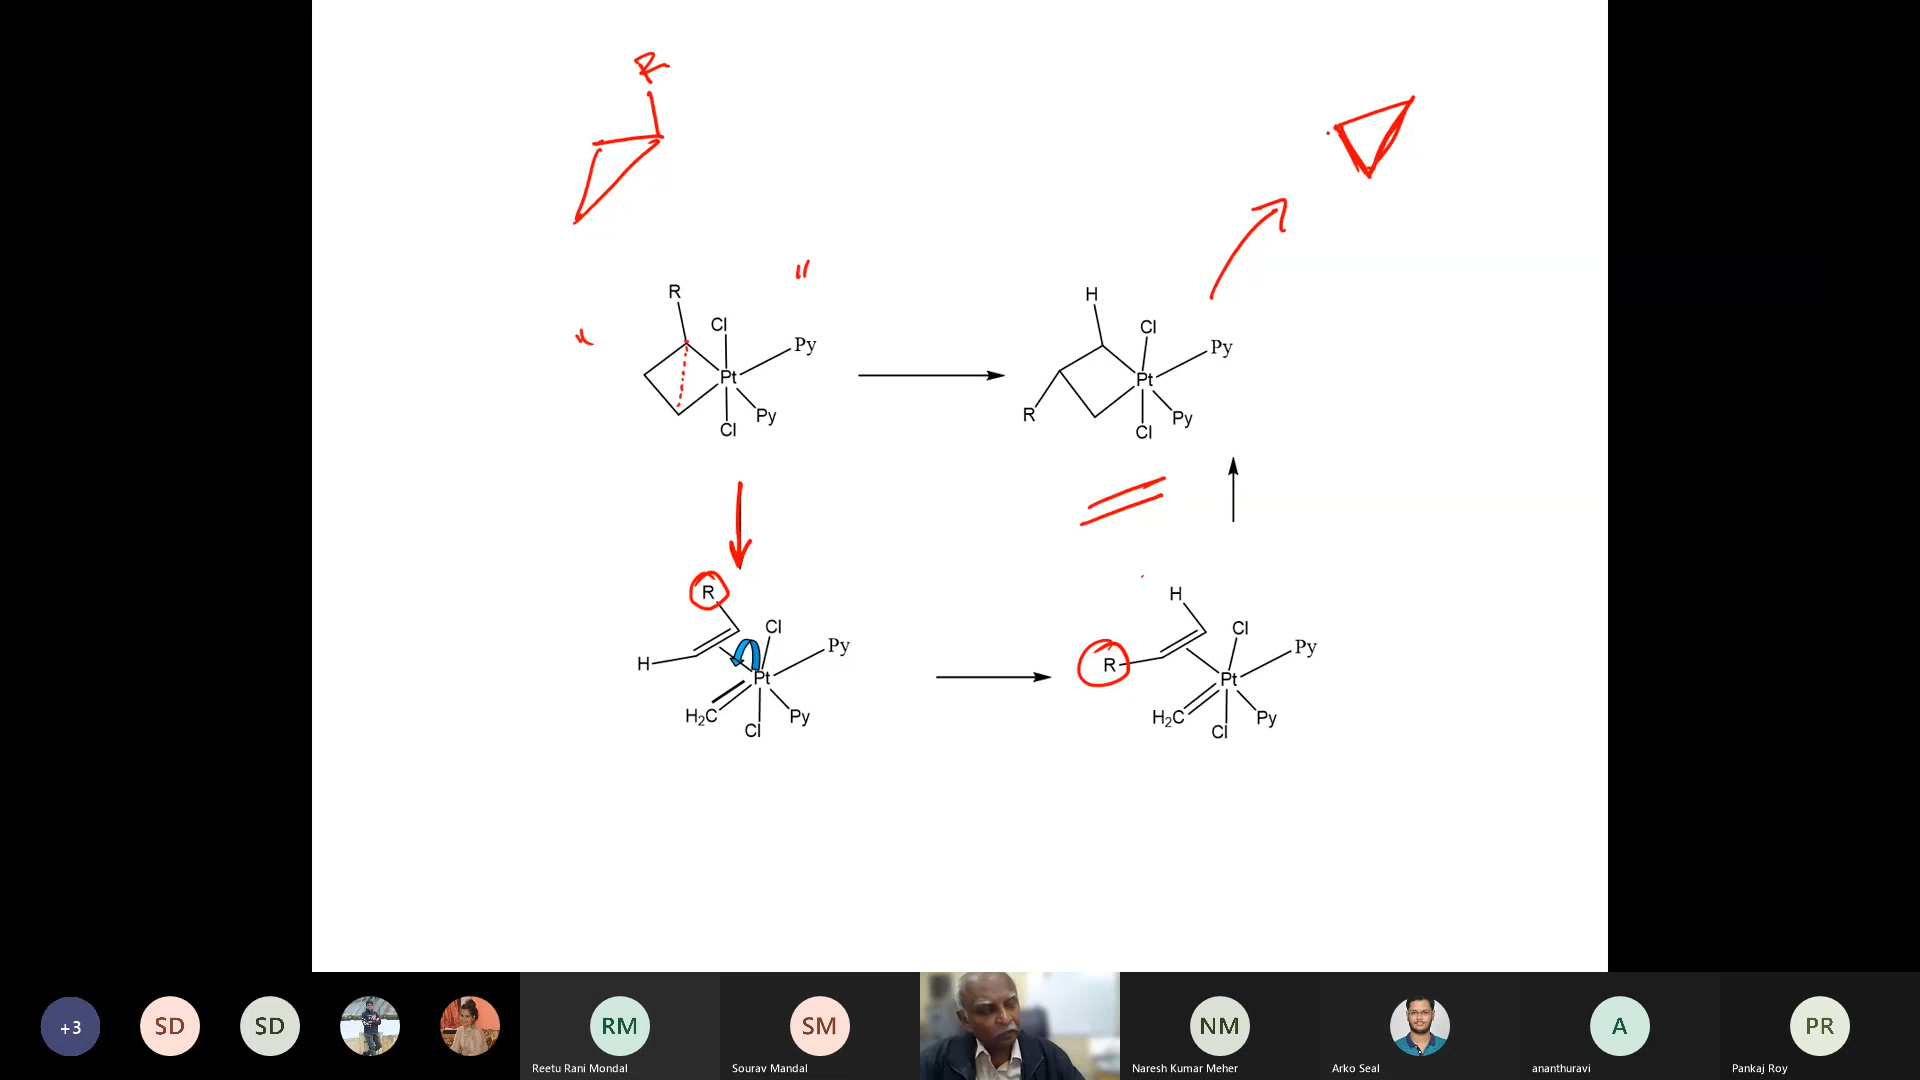 R
R
Cl
Pt
Py
Py
Cl
H
Cl
Pt
Py
Py
Cl
R
R
H
Cl
Pt
Py
Py
Cl
H₂C
H
R
Cl
Pt
Py
Py
Cl
H₂C
+3
SD
SD
RM
Reetu Rani Mondal
SM
Sourav Mandal
NM
Naresh Kumar Meher
Arko Seal
A
ananthuravi
PR
Pankaj Roy